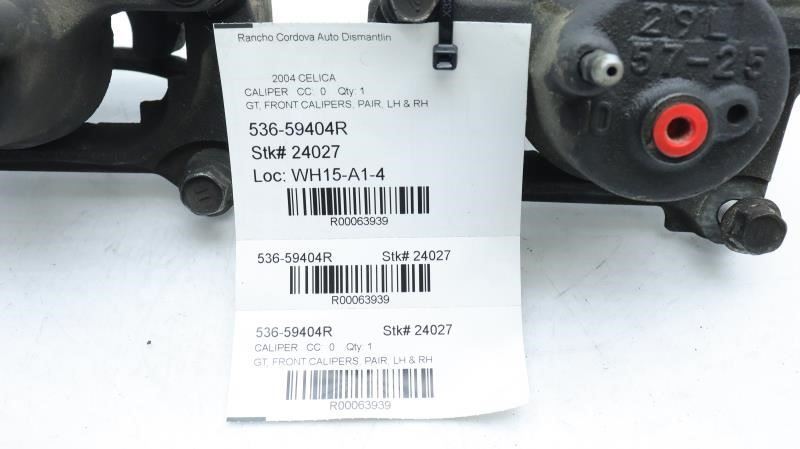 Rancho Cordova Auto Dismantlin
2004 CELICA
CALIPER CC: 0 Qty: 1
GT, FRONT CALIPERS, PAIR, LH & RH
536-59404R
Stk# 24027
Loc: WH15-A1-4
R00063939
536-59404R Stk# 24027
R00063939
536-59404R Stk# 24027
CALIPER CC: 0 Qty: 1
GT, FRONT CALIPERS, PAIR, LH & RH
R00063939
291
57-25
10